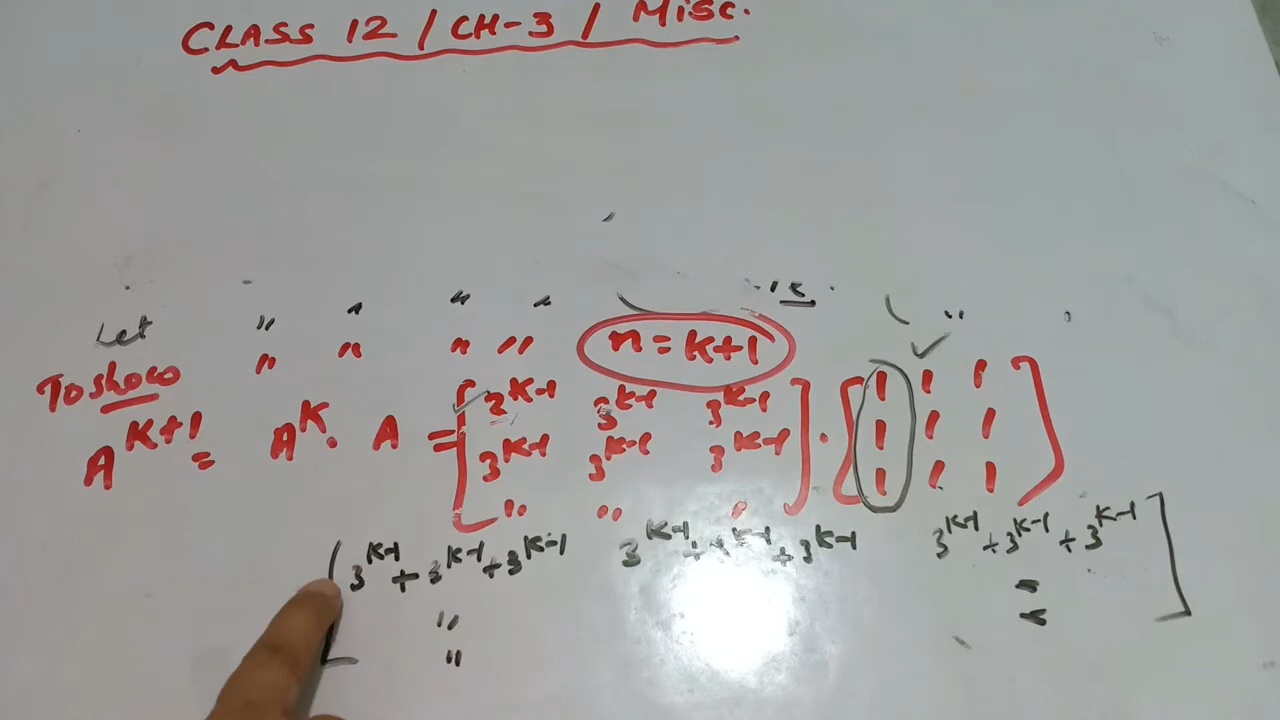 CLASS 12 / CH-3 / MISC.
Let " " " " is. "
To show " " " " n = K+1
A^{K+1} = A^K . A = [ 3^{K-1} 3^{K-1} 3^{K-1} ] . [ 1 1 1 ]
3^{K-1} 3^{K-1} 3^{K-1} 1 1 1
" " " 1 1 1
[ 3^{K-1} + 3^{K-1} + 3^{K-1} 3^{K-1} + 3^{K-1} + 3^{K-1} 3^{K-1} + 3^{K-1} + 3^{K-1} ]
" "
" "